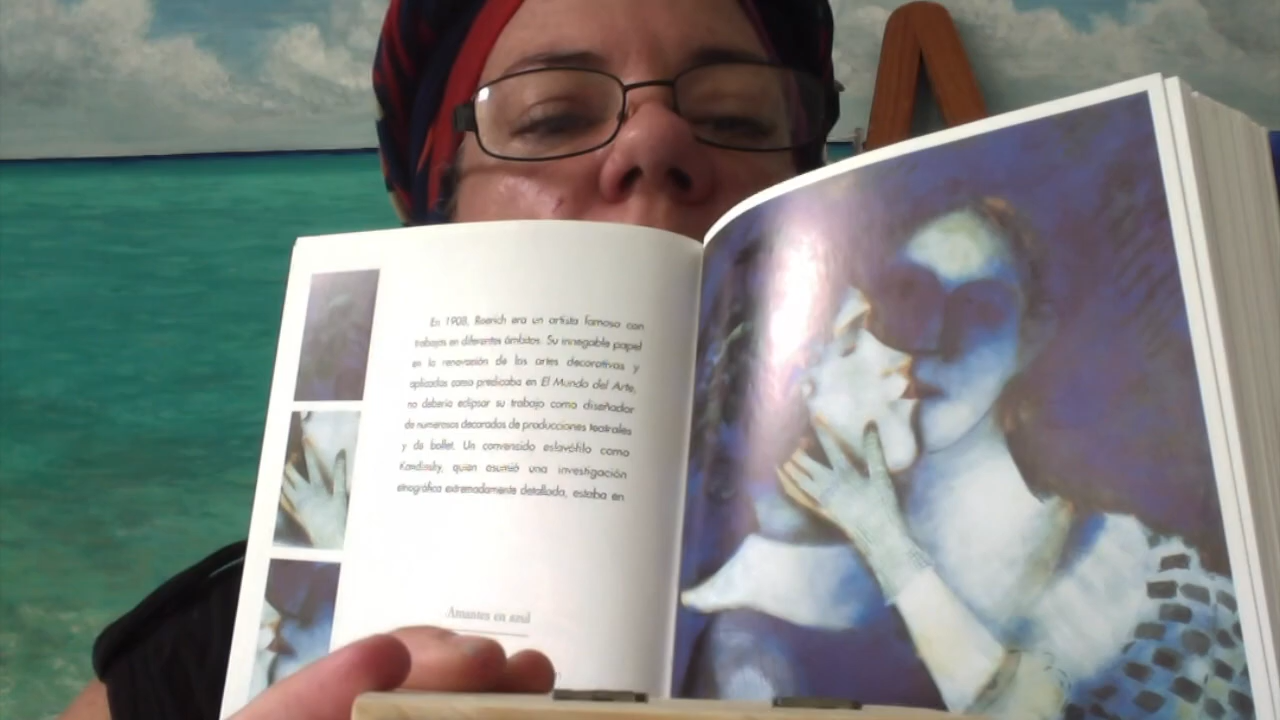 En 1908, Roerich era un artista famoso con
trabajos en diferentes ámbitos. Su innegable papel
en la renovación de las artes decorativas y
aplicadas como predicaba en El Mundo del Arte,
no debería eclipsar su trabajo como diseñador
de numerosos decorados de producciones teatrales
y de ballet. Un convencido eslavófilo como
Kandinsky, quien asumió una investigación
etnográfica extremadamente detallada, estaba en
Amantes en azul